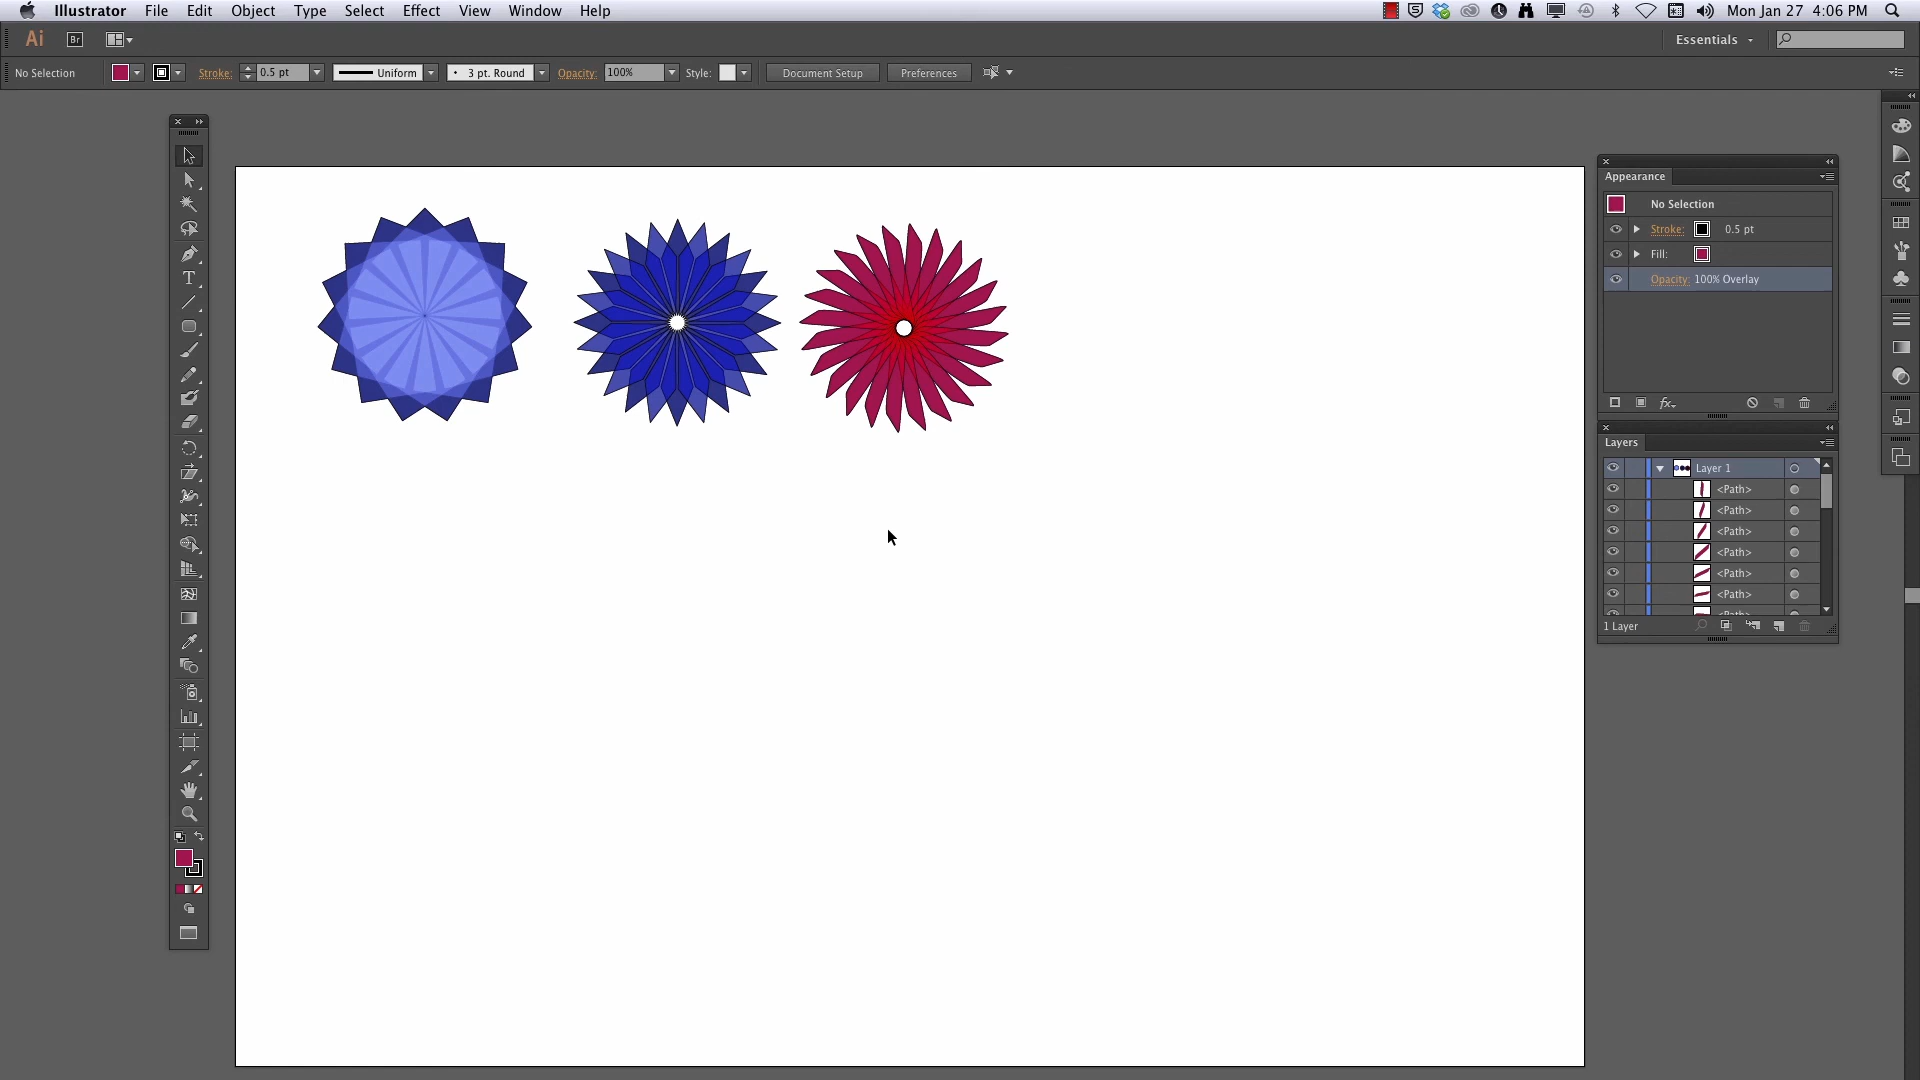 Illustrator File Edit Object Type Select Effect View Window Help Mon Jan 27 4:06 PM
Ai Br Essentials
No Selection Stroke: 0.5 pt Uniform 3 pt. Round Opacity: 100% Style: Document Setup Preferences
Appearance
No Selection
Stroke: 0.5 pt
Fill:
Opacity: 100% Overlay
fx
Layers
Layer 1
<Path>
<Path>
<Path>
<Path>
<Path>
<Path>
<Path>
1 Layer